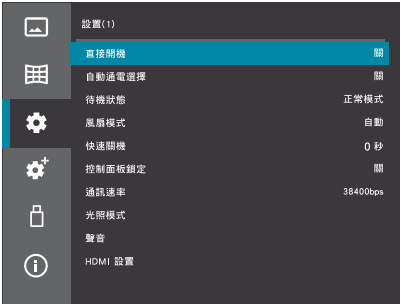 設置(1)
直接開機 關
自動通電選擇 關
待機狀態 正常模式
風扇模式 自動
快速關機 0 秒
控制面板鎖定 關
通訊速率 38400bps
光照模式
聲音
HDMI 設置